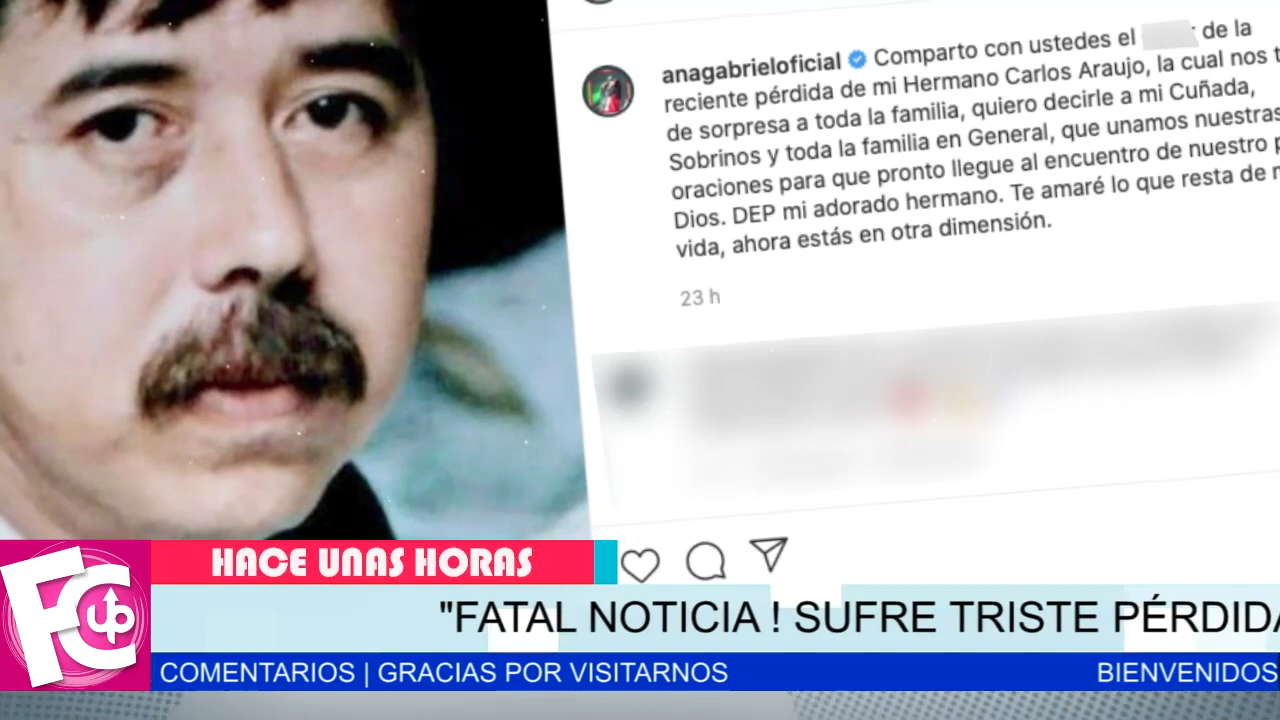 anagabrieloficial Comparto con ustedes el de la
reciente pérdida de mi Hermano Carlos Araujo, la cual nos t
de sorpresa a toda la familia, quiero decirle a mi Cuñada,
Sobrinos y toda la familia en General, que unamos nuestras
oraciones para que pronto llegue al encuentro de nuestro p
Dios. DEP mi adorado hermano. Te amaré lo que resta de m
vida, ahora estás en otra dimensión.
23 h
HACE UNAS HORAS
FC UP
"FATAL NOTICIA ! SUFRE TRISTE PÉRDIDA
COMENTARIOS | GRACIAS POR VISITARNOS
BIENVENIDOS